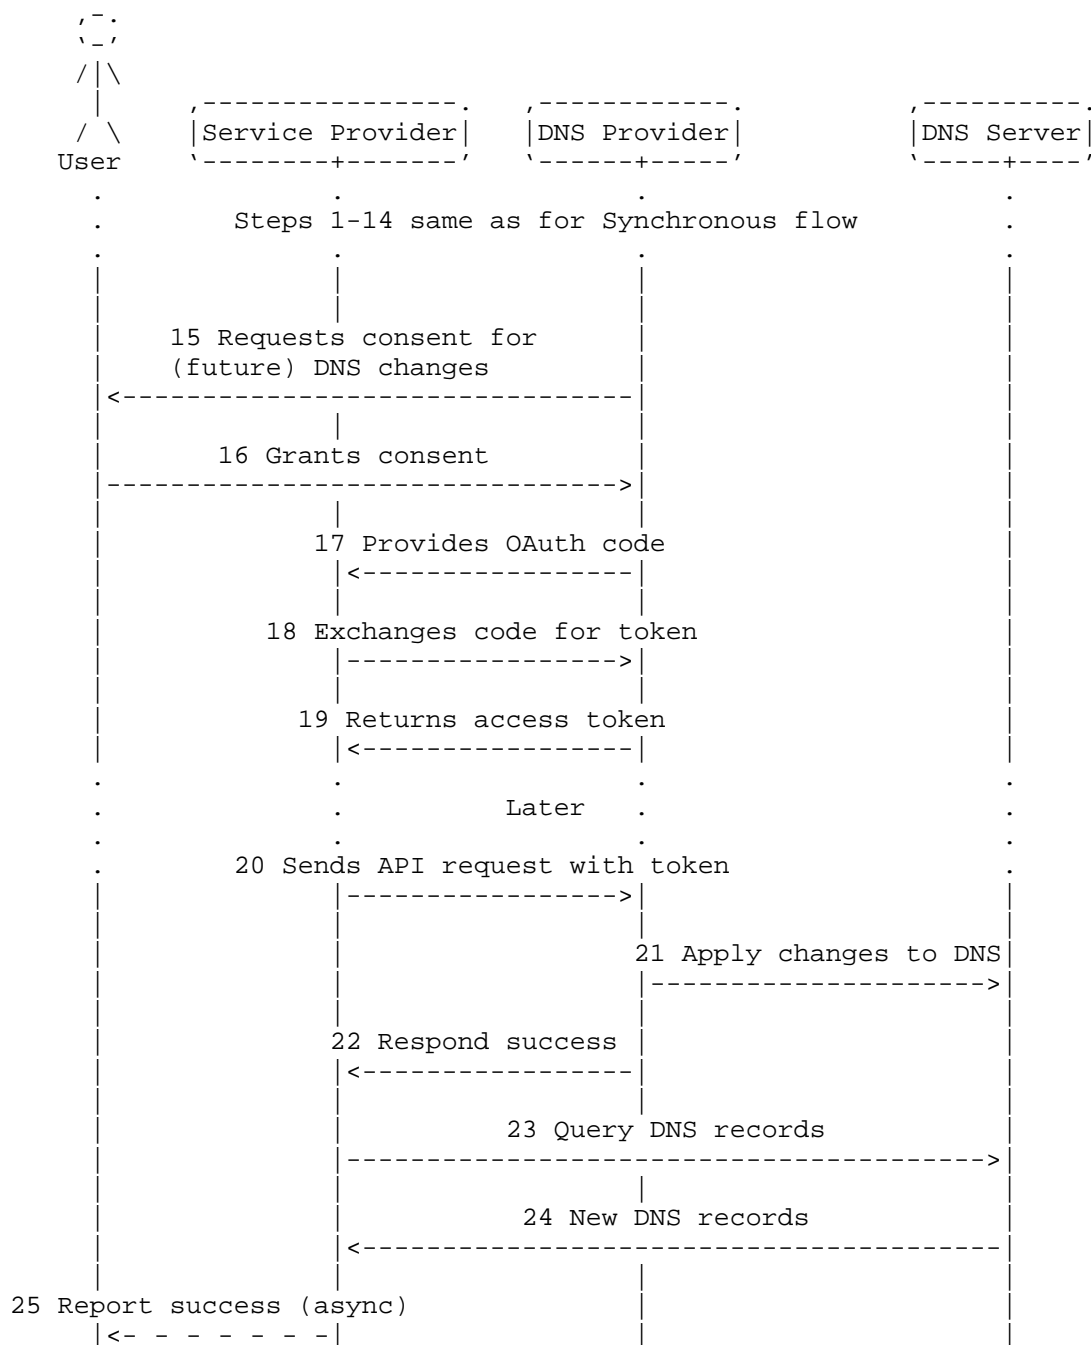 Service Provider DNS Provider DNS Server
User
Steps 1-14 same as for Synchronous flow
15 Requests consent for
(future) DNS changes
16 Grants consent
17 Provides OAuth code
18 Exchanges code for token
19 Returns access token
Later
20 Sends API request with token
21 Apply changes to DNS
22 Respond success
23 Query DNS records
24 New DNS records
25 Report success (async)